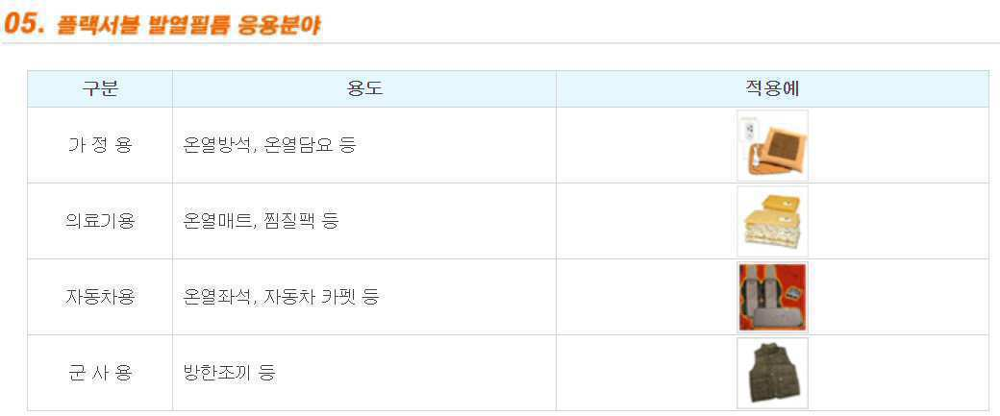 05. 플랙서블 발열필름 응용분야
구분 용도 적용예
가 정 용 온열방석, 온열담요 등
의료기용 온열매트, 찜질팩 등
자동차용 온열좌석, 자동차 카펫 등
군 사 용 방한조끼 등